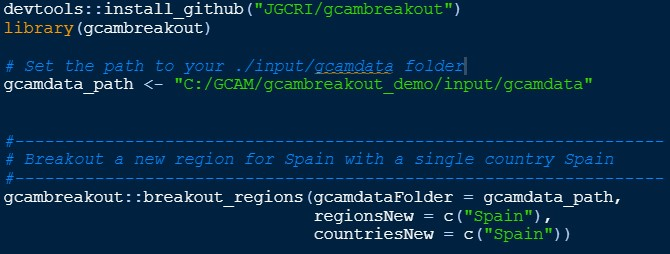 devtools::install_github("JGCRI/gcambreakout")
library(gcambreakout)
# Set the path to your ./input/gcamdata folder
gcamdata_path <- "C:/GCAM/gcambreakout_demo/input/gcamdata"
#------------------------------------------------------------------
# Breakout a new region for Spain with a single country Spain
#------------------------------------------------------------------
gcambreakout::breakout_regions(gcamdataFolder = gcamdata_path,
regionsNew = c("Spain"),
countriesNew = c("Spain"))